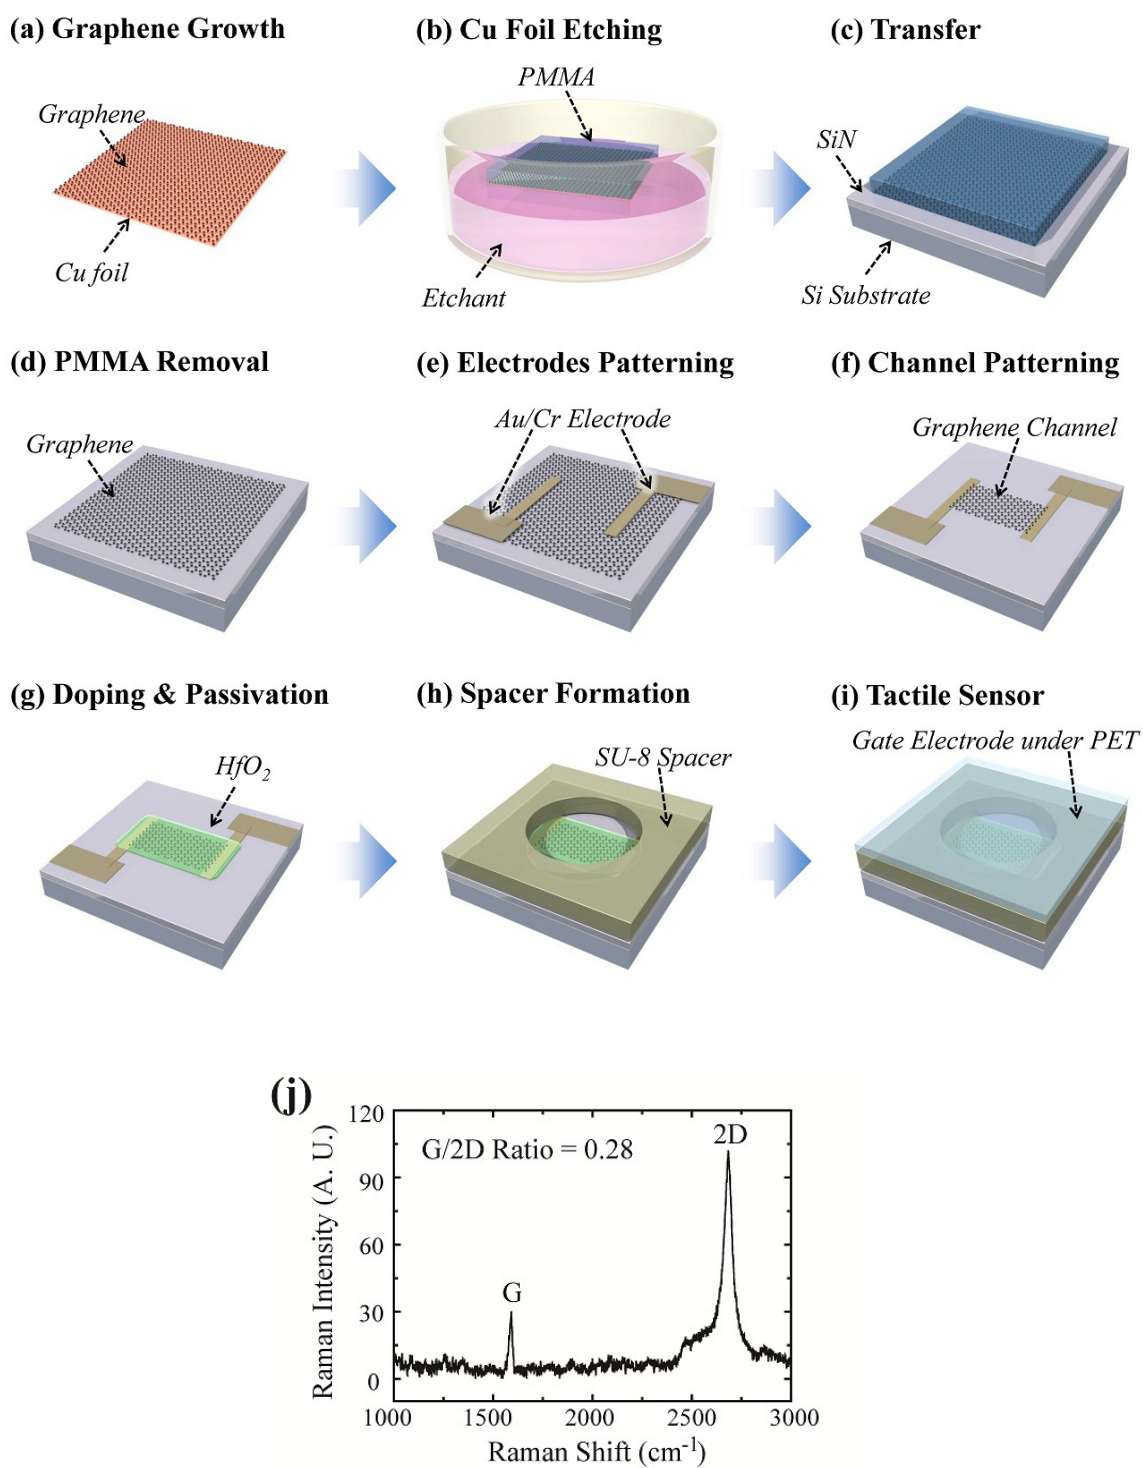 (a) Graphene Growth
Graphene
Cu foil
(b) Cu Foil Etching
PMMA
Etchant
(c) Transfer
SiN
Si Substrate
(d) PMMA Removal
Graphene
(e) Electrodes Patterning
Au/Cr Electrode
(f) Channel Patterning
Graphene Channel
(g) Doping & Passivation
HfO₂
(h) Spacer Formation
SU-8 Spacer
(i) Tactile Sensor
Gate Electrode under PET
(j)
G/2D Ratio = 0.28
2D
G
Raman Intensity (A. U.)
120
90
60
30
0
1000 1500 2000 2500 3000
Raman Shift (cm⁻¹)